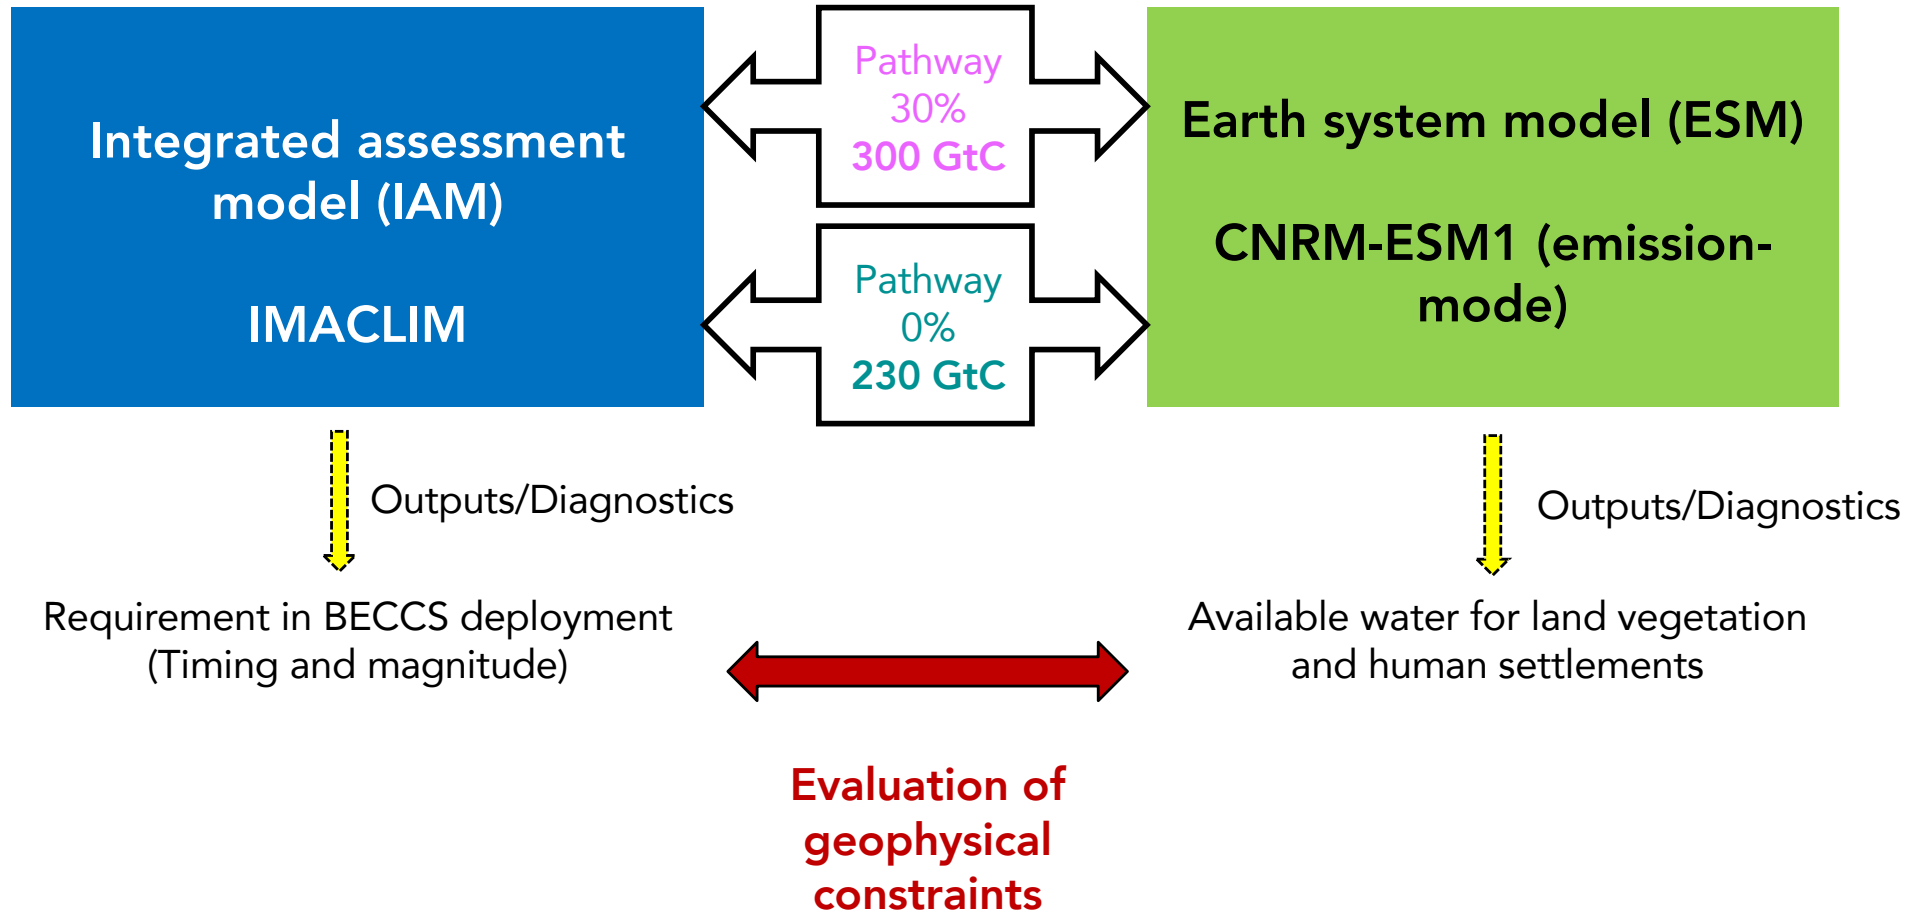 Integrated assessment
model (IAM)
IMACLIM
Pathway
30%
300 GtC
Pathway
0%
230 GtC
Earth system model (ESM)
CNRM-ESM1 (emission-
mode)
Outputs/Diagnostics
Outputs/Diagnostics
Requirement in BECCS deployment
(Timing and magnitude)
Available water for land vegetation
and human settlements
Evaluation of
geophysical
constraints